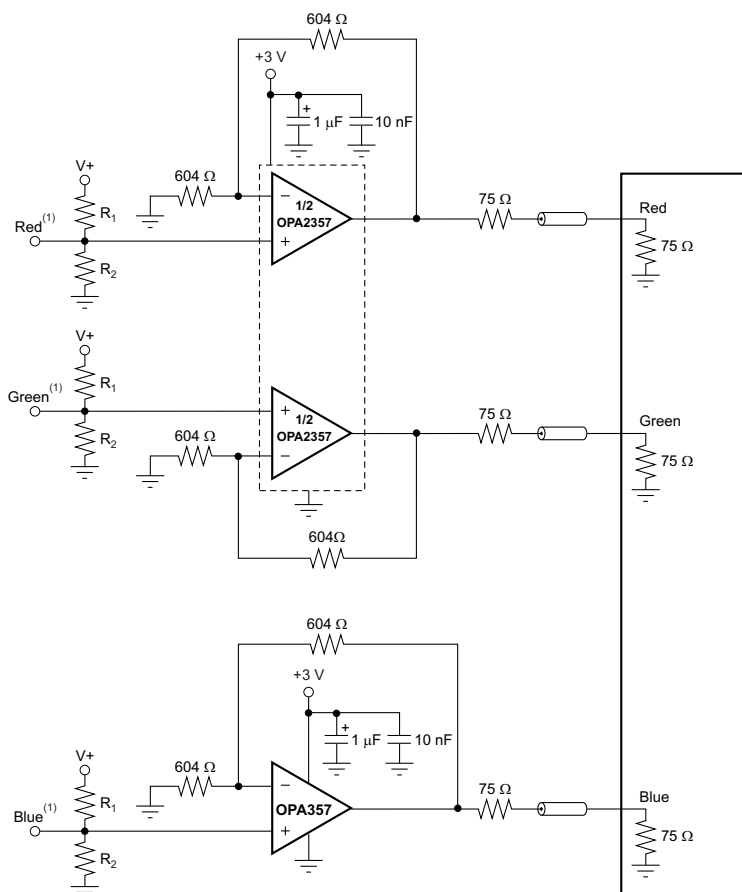 604 Ω
+3 V
+
1 μF
10 nF
604 Ω
V+
R1
Red(1)
R2
−
+
1/2
OPA2357
75 Ω
Red
75 Ω
V+
R1
Green(1)
R2
604 Ω
+
−
1/2
OPA2357
75 Ω
Green
75 Ω
604Ω
604 Ω
+3 V
+
1 μF
10 nF
604 Ω
V+
R1
Blue(1)
R2
−
+
OPA357
75 Ω
Blue
75 Ω